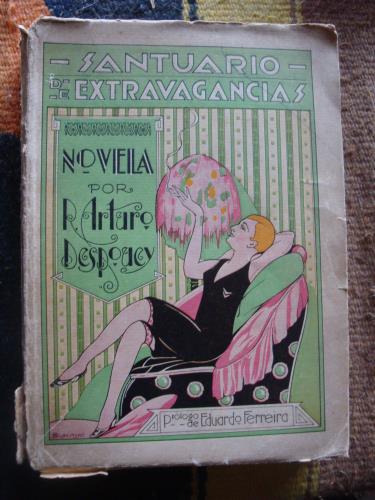 SANTUARIO
DE EXTRAVAGANCIAS
NOVELA
POR
R. Arturo
Despouey
Prólogo
de Eduardo Ferreira